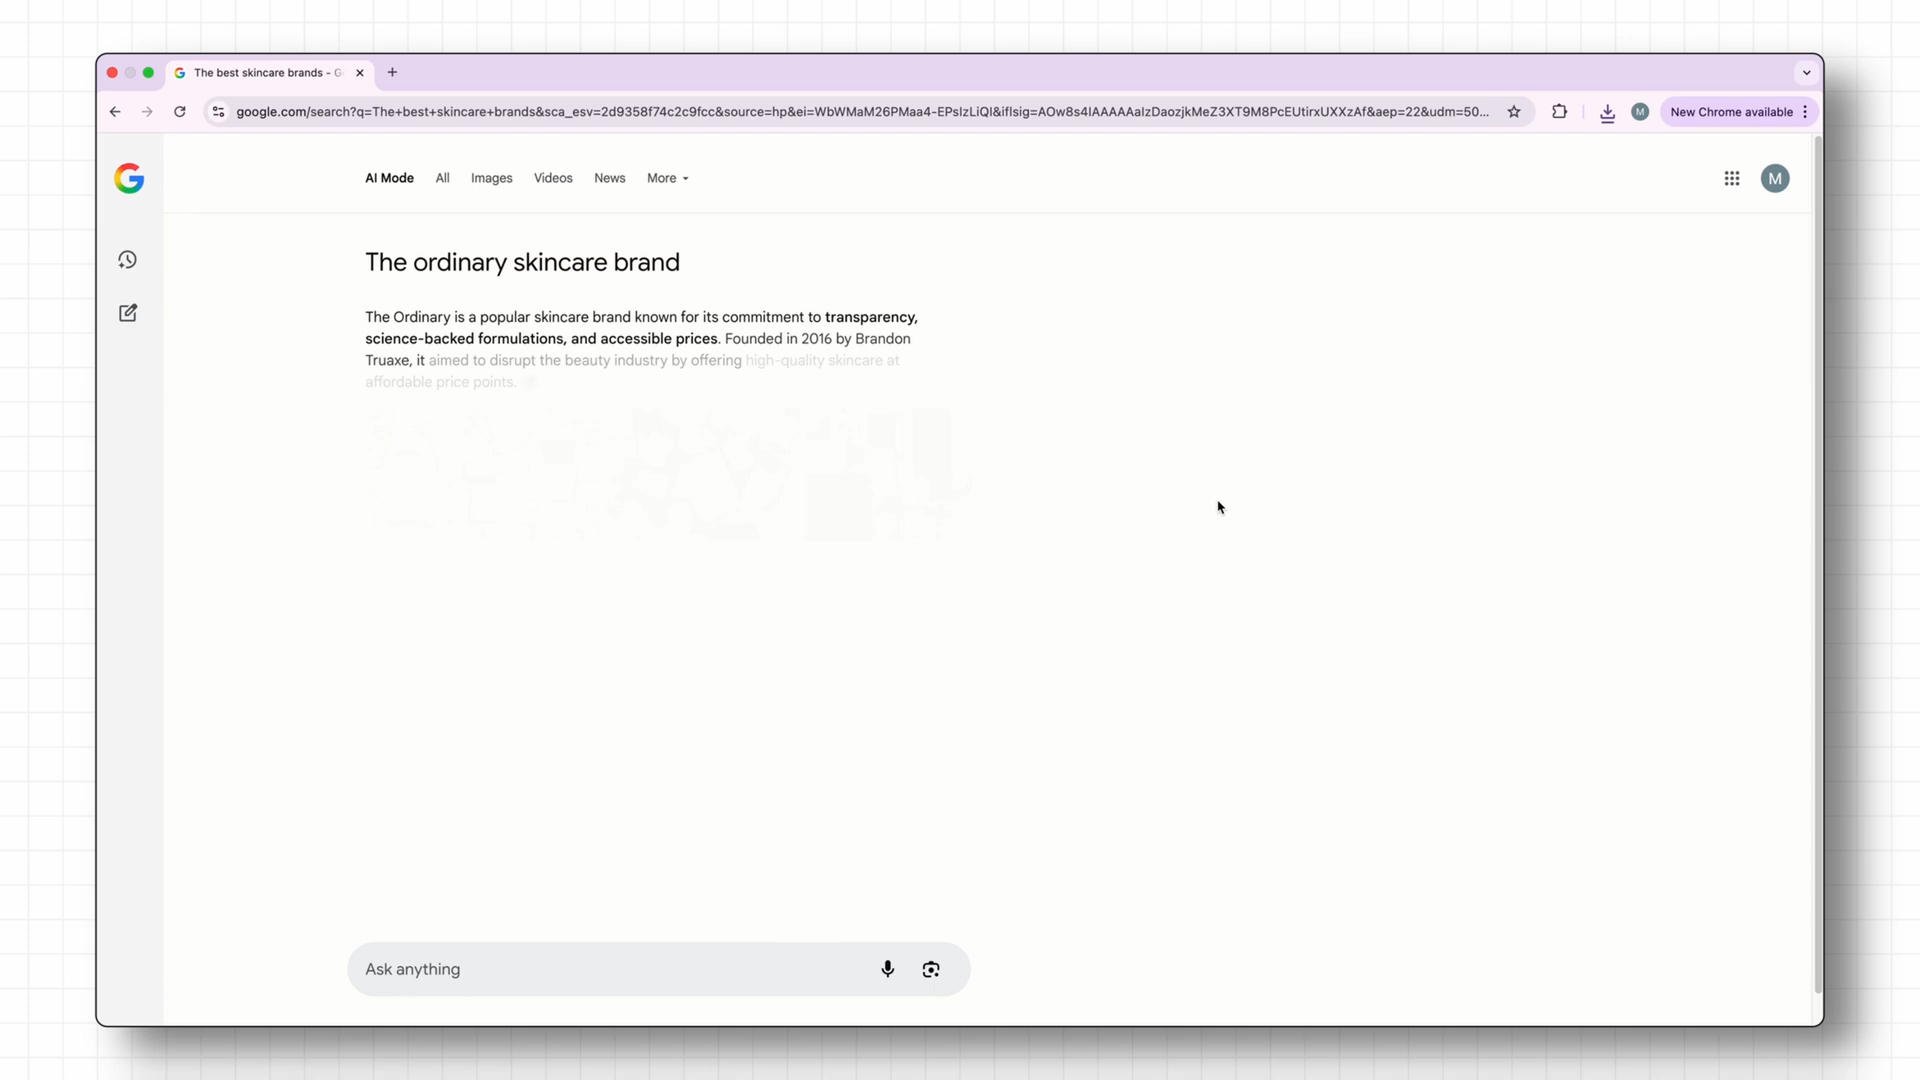 The best skincare brands - G
google.com/search?q=The+best+skincare+brands&sca_esv=2d9358f74c2c9fcc&source=hp&ei=WbWMaM26PMaa4-EPsIzLiQI&iflsig=AOw8s4IAAAAAaIzDaozjkMeZ3XT9M8PcEUtirxUXXzAf&aep=22&udm=50...
M
New Chrome available
AI Mode All Images Videos News More
M
The ordinary skincare brand
The Ordinary is a popular skincare brand known for its commitment to transparency,
science-backed formulations, and accessible prices. Founded in 2016 by Brandon
Truaxe, it aimed to disrupt the beauty industry by offering high-quality skincare at
affordable price points.
Ask anything